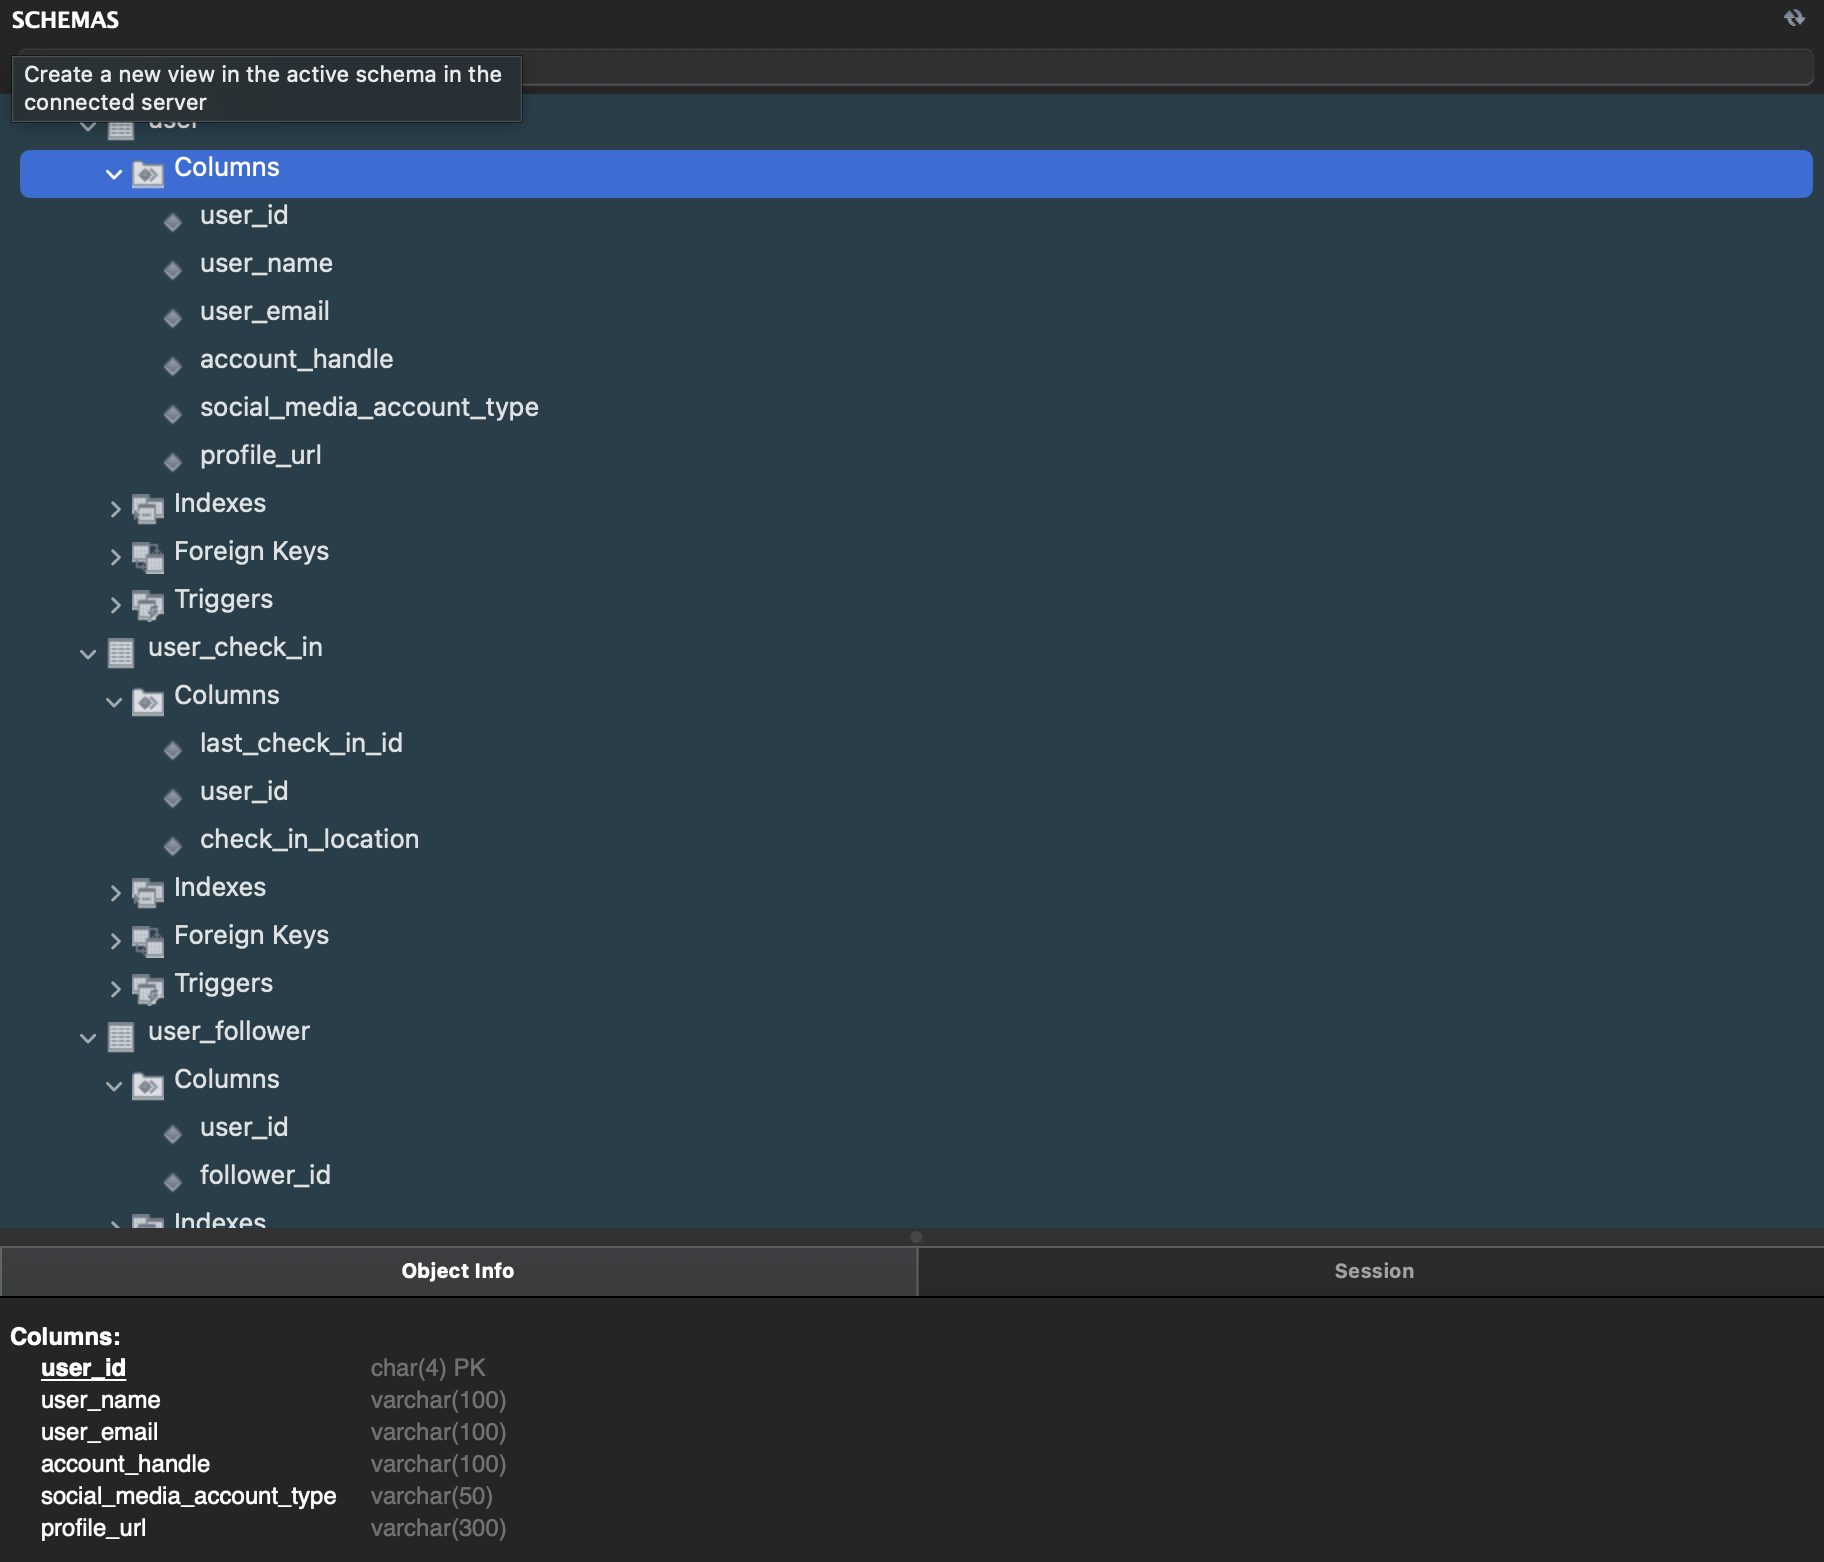 SCHEMAS
Create a new view in the active schema in the
connected server
user
Columns
user_id
user_name
user_email
account_handle
social_media_account_type
profile_url
Indexes
Foreign Keys
Triggers
user_check_in
Columns
last_check_in_id
user_id
check_in_location
Indexes
Foreign Keys
Triggers
user_follower
Columns
user_id
follower_id
Indexes
Object Info
Session
Columns:
user_id char(4) PK
user_name varchar(100)
user_email varchar(100)
account_handle varchar(100)
social_media_account_type varchar(50)
profile_url varchar(300)